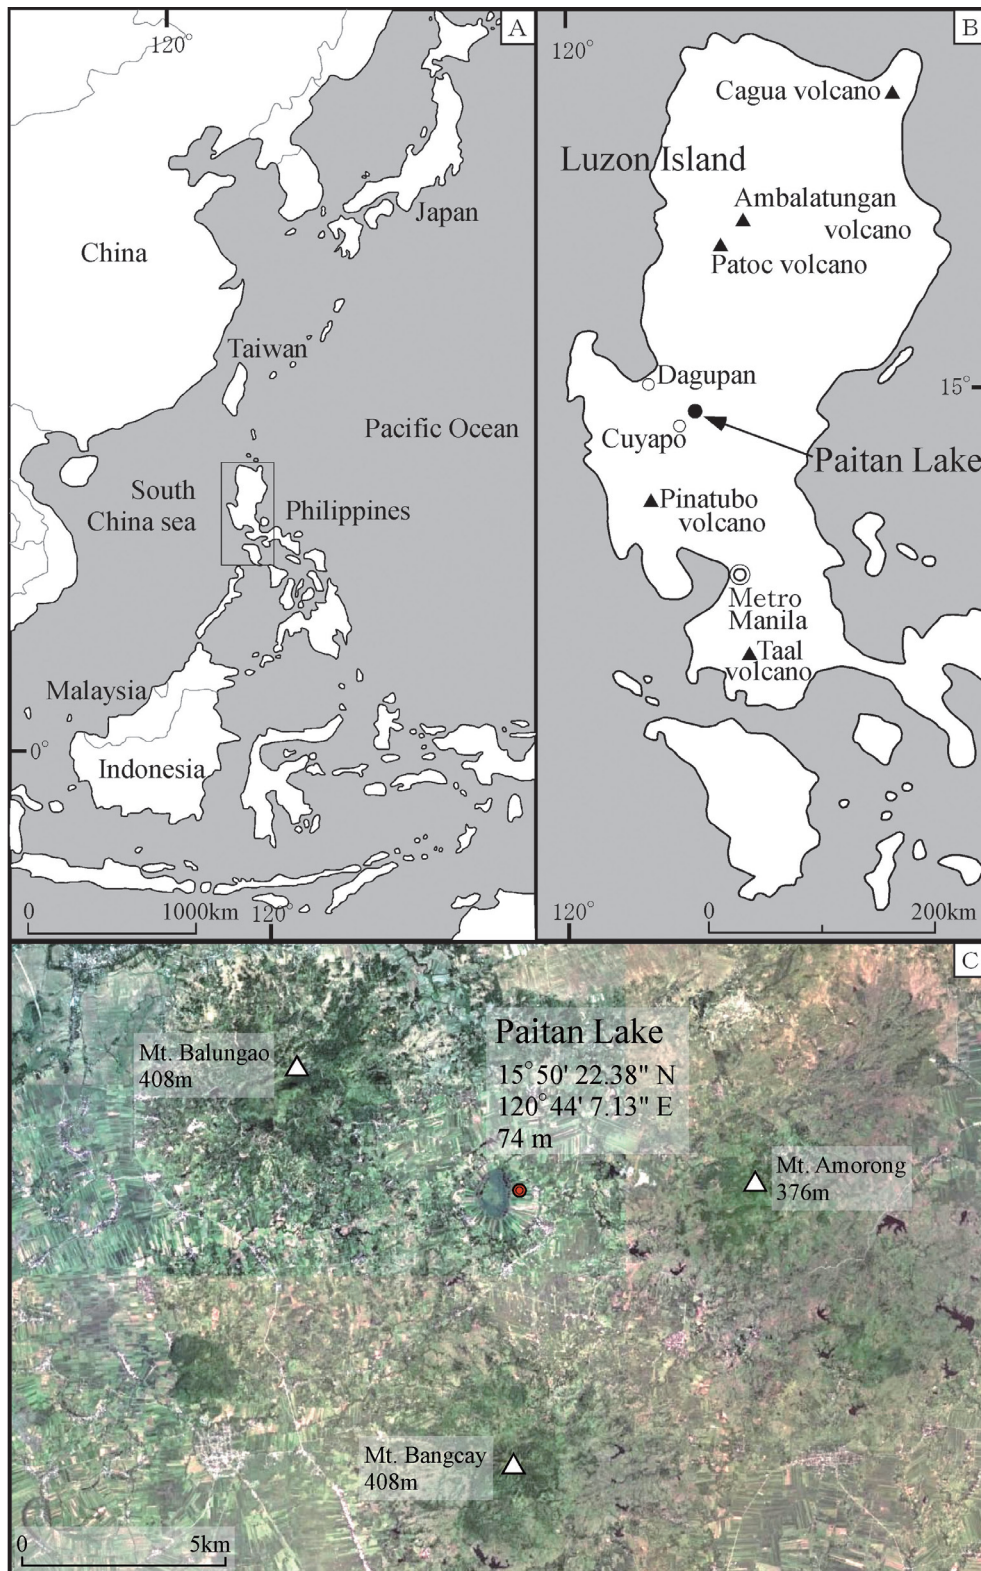 A
120°
China
Japan
Taiwan
Pacific Ocean
South
China sea
Philippines
Malaysia
0°
Indonesia
0
1000km
120°
B
120°
Cagua volcano
Luzon Island
Ambalatungan
volcano
Patoc volcano
Dagupan
15°
Cuyapo
Paitan Lake
Pinatubo
volcano
Metro
Manila
Taal
volcano
120°
0
200km
C
Paitan Lake
15°50' 22.38" N
120°44' 7.13" E
74 m
Mt. Balungao
408m
Mt. Amorong
376m
Mt. Bangcay
408m
0
5km